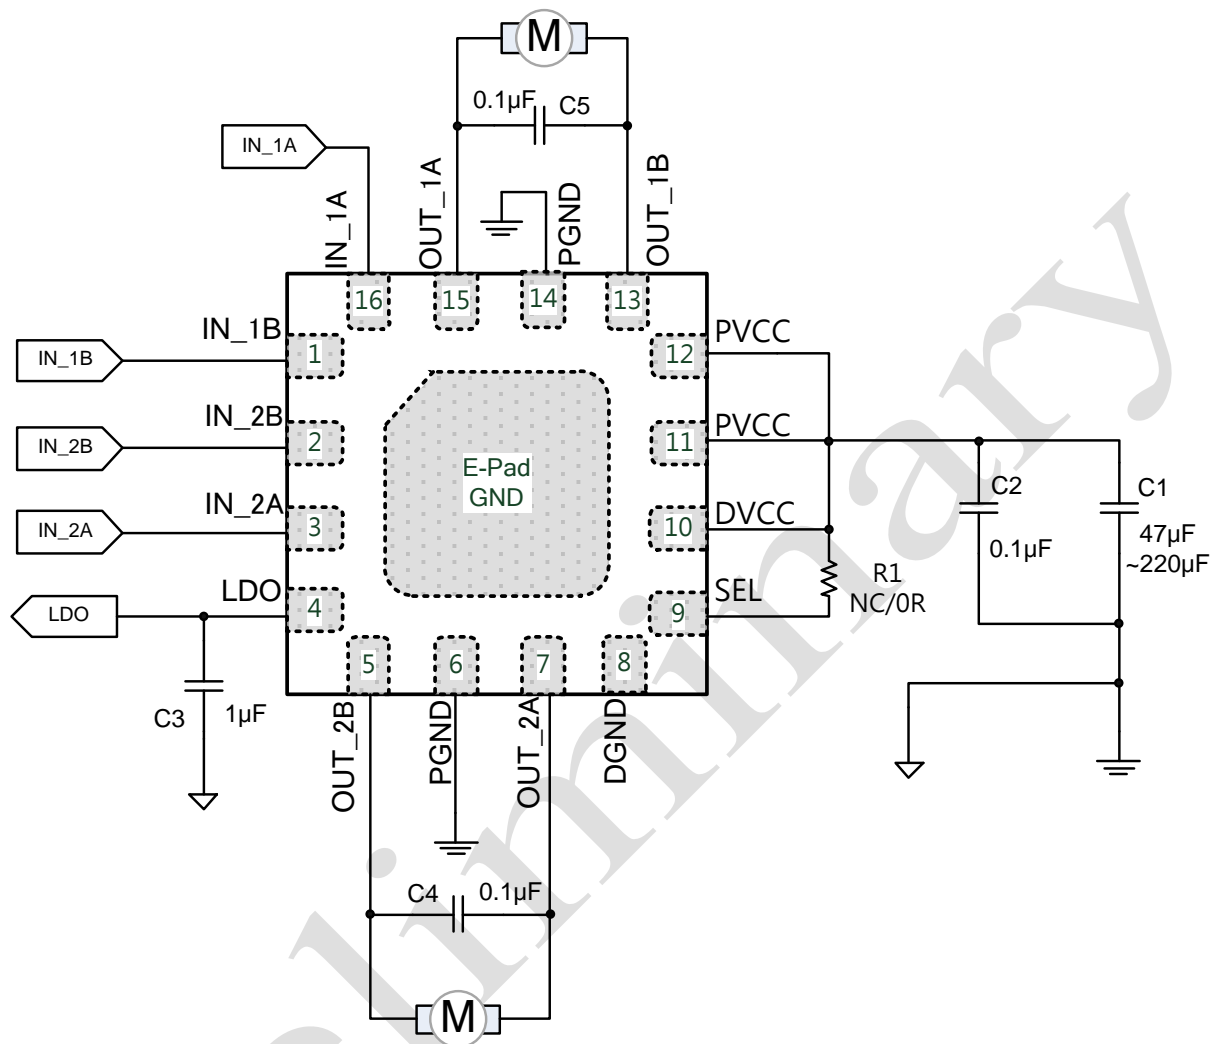 M
0.1µF
C5
IN_1A
IN_1A
OUT_1A
PGND
OUT_1B
16
15
14
13
IN_1B
IN_1B
1
12
PVCC
IN_2B
IN_2B
2
11
PVCC
E-Pad
GND
C2
0.1µF
C1
47µF
~220µF
IN_2A
IN_2A
3
10
DVCC
R1
NC/0R
LDO
LDO
4
9
SEL
5
6
7
8
C3
1µF
OUT_2B
PGND
OUT_2A
DGND
C4
0.1µF
M
eliminary